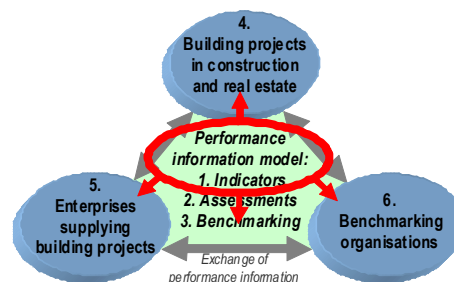 4.
Building projects
in construction
and real estate
Performance
information model:
1. Indicators
2. Assessments
3. Benchmarking
5.
Enterprises
supplying
building projects
6.
Benchmarking
organisations
Exchange of
performance information